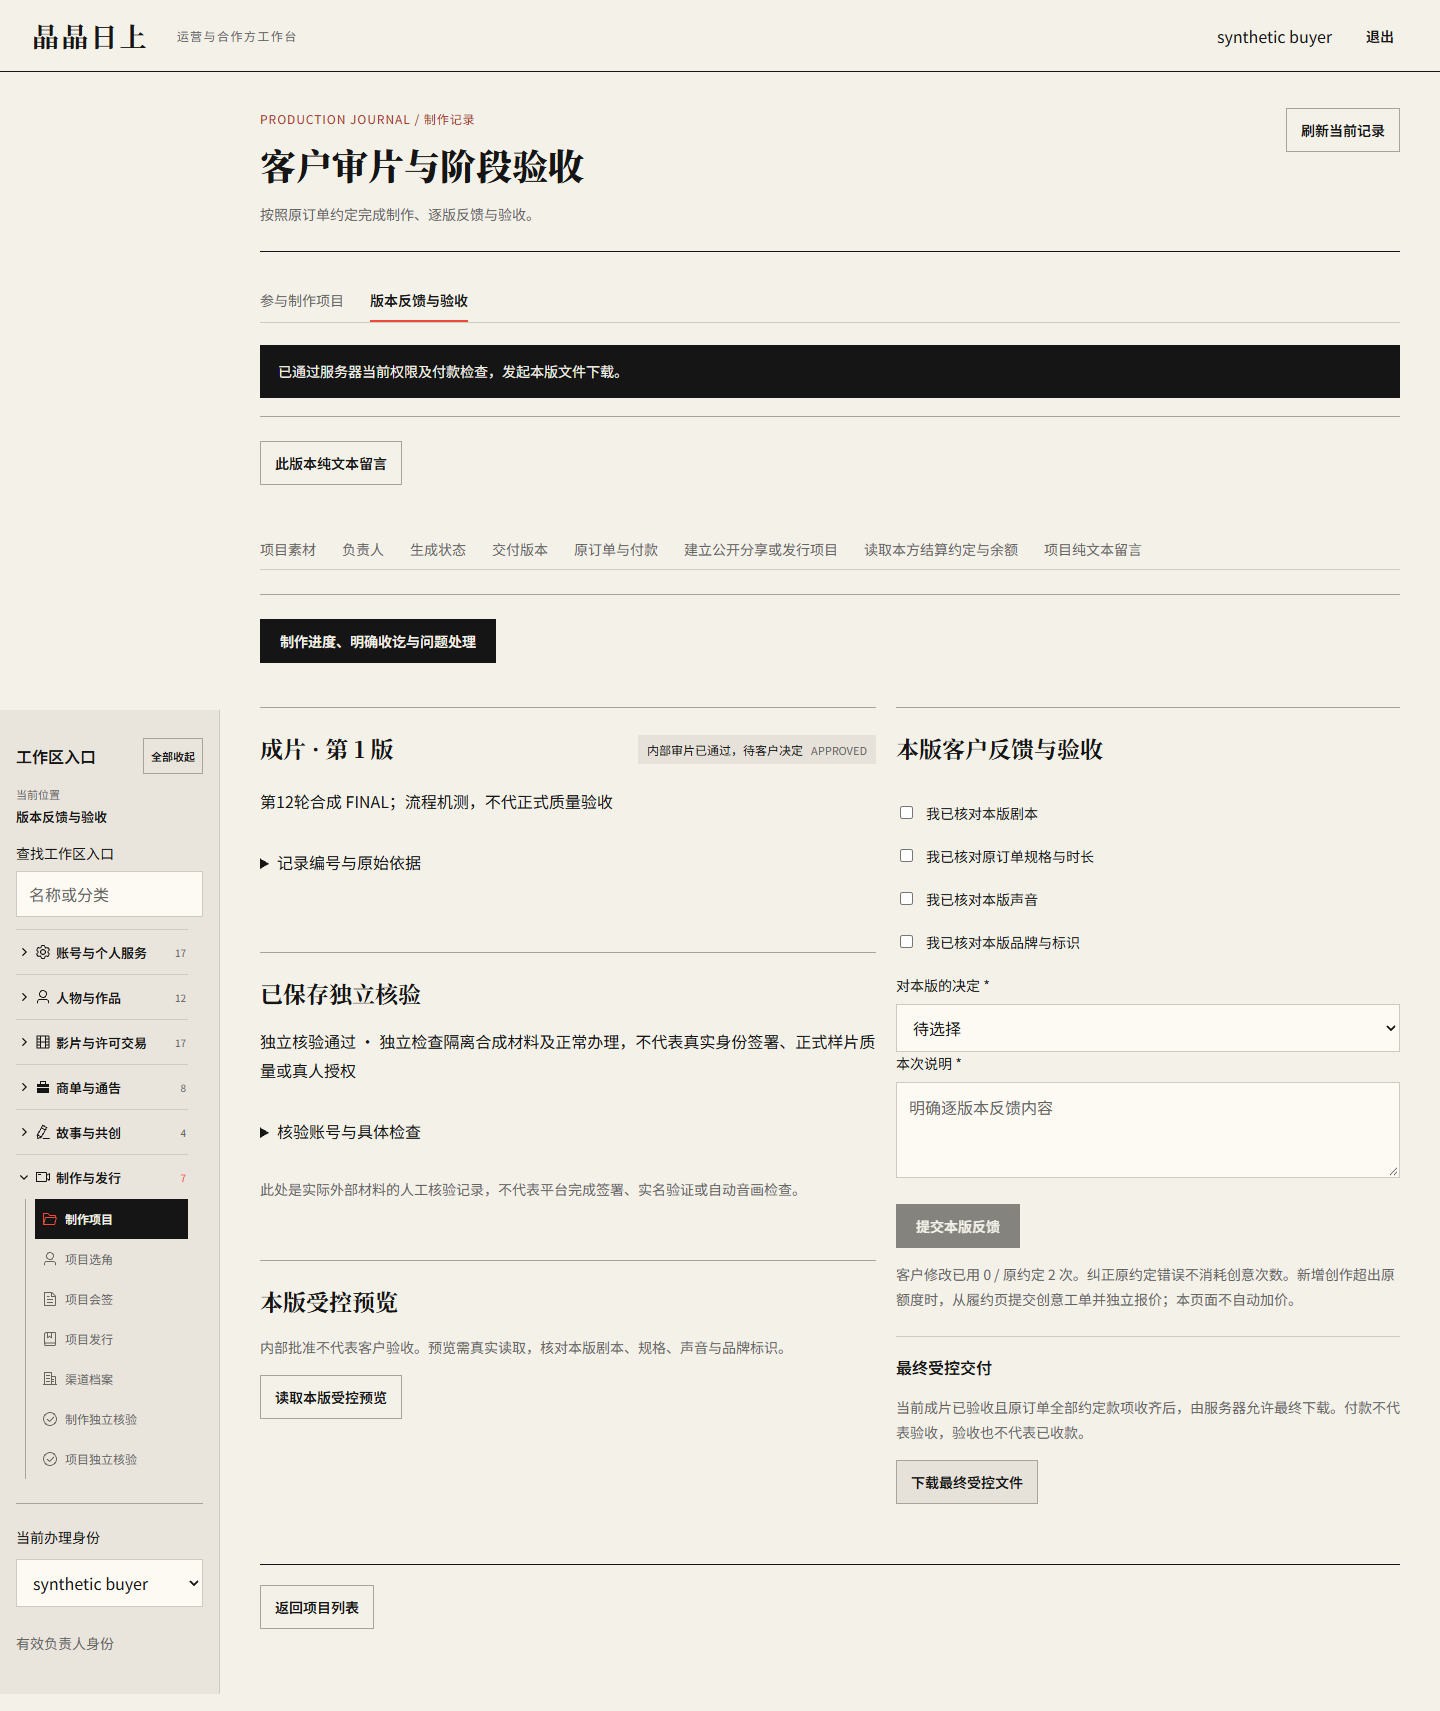 晶晶日上
运营与合作方工作台
synthetic buyer
退出
PRODUCTION JOURNAL / 制作记录
客户审片与阶段验收
按照原订单约定完成制作、逐版反馈与验收。
刷新当前记录
参与制作项目
版本反馈与验收
已通过服务器当前权限及付款检查，发起本版文件下载。
此版本纯文本留言
项目素材
负责人
生成状态
交付版本
原订单与付款
建立公开分享或发行项目
读取本方结算约定与余额
项目纯文本留言
制作进度、明确收讫与问题处理
工作区入口
全部收起
当前位置
版本反馈与验收
查找工作区入口
名称或分类
账号与个人服务 17
人物与作品 12
影片与许可交易 17
商单与通告 8
故事与共创 4
制作与发行 7
制作项目
项目选角
项目会签
项目发行
渠道档案
制作独立核验
项目独立核验
当前办理身份
synthetic buyer
有效负责人身份
成片 · 第 1 版
内部审片已通过，待客户决定 APPROVED
第12轮合成 FINAL；流程机测，不代正式质量验收
记录编号与原始依据
已保存独立核验
独立核验通过 · 独立检查隔离合成材料及正常办理，不代表真实身份签署、正式样片质
量或真人授权
核验账号与具体检查
此处是实际外部材料的人工核验记录，不代表平台完成签署、实名验证或自动音画检查。
本版受控预览
内部批准不代表客户验收。预览需真实读取，核对本版剧本、规格、声音与品牌标识。
读取本版受控预览
本版客户反馈与验收
我已核对本版剧本
我已核对原订单规格与时长
我已核对本版声音
我已核对本版品牌与标识
对本版的决定 *
待选择
本次说明 *
明确逐版本反馈内容
提交本版反馈
客户修改已用 0 / 原约定 2 次。纠正原约定错误不消耗创意次数。新增创作超出原
额度时，从履约页提交创意工单并独立报价；本页面不自动加价。
最终受控交付
当前成片已验收且原订单全部约定款项收齐后，由服务器允许最终下载。付款不代
表验收，验收也不代表已收款。
下载最终受控文件
返回项目列表